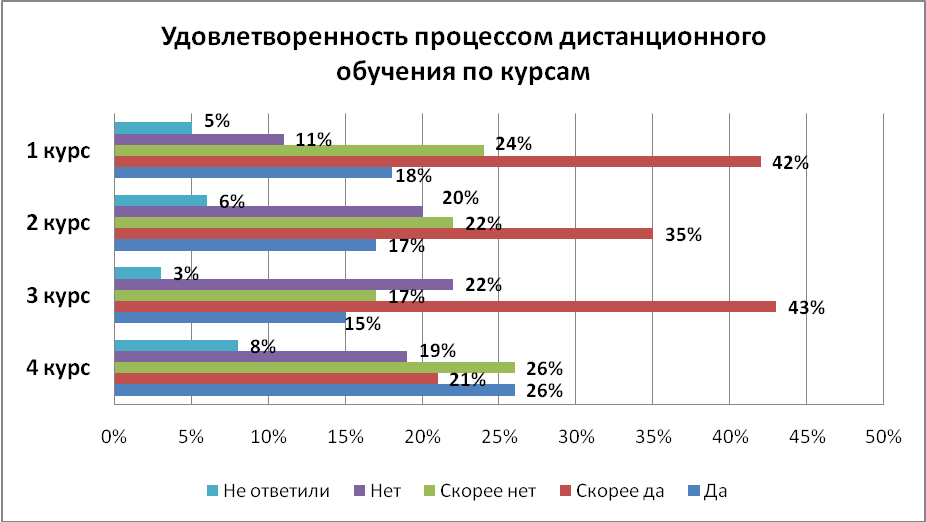 Удовлетворенность процессом дистанционного
обучения по курсам
1 курс
5%
11%
24%
42%
18%
2 курс
6%
20%
22%
35%
17%
3 курс
3%
22%
17%
43%
15%
4 курс
8%
19%
26%
21%
26%
0% 5% 10% 15% 20% 25% 30% 35% 40% 45% 50%
Не ответили Нет Скорее нет Скорее да Да